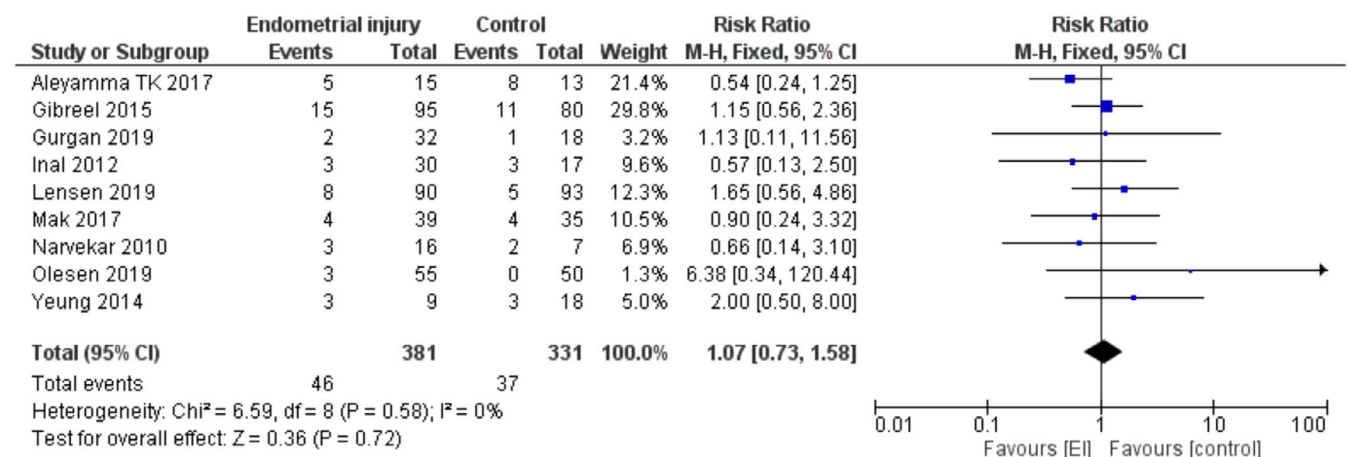 Endometrial injury Control Risk Ratio Risk Ratio
Study or Subgroup Events Total Events Total Weight M-H, Fixed, 95% CI M-H, Fixed, 95% CI
Aleyamma TK 2017 5 15 8 13 21.4% 0.54 [0.24, 1.25]
Gibreel 2015 15 95 11 80 29.8% 1.15 [0.56, 2.36]
Gurgan 2019 2 32 1 18 3.2% 1.13 [0.11, 11.56]
Inal 2012 3 30 3 17 9.6% 0.57 [0.13, 2.50]
Lensen 2019 8 90 5 93 12.3% 1.65 [0.56, 4.86]
Mak 2017 4 39 4 35 10.5% 0.90 [0.24, 3.32]
Narvekar 2010 3 16 2 7 6.9% 0.66 [0.14, 3.10]
Olesen 2019 3 55 0 50 1.3% 6.38 [0.34, 120.44]
Yeung 2014 3 9 3 18 5.0% 2.00 [0.50, 8.00]
Total (95% CI) 381 331 100.0% 1.07 [0.73, 1.58]
Total events 46 37
Heterogeneity: Chi² = 6.59, df = 8 (P = 0.58); I² = 0%
Test for overall effect: Z = 0.36 (P = 0.72)
0.01 0.1 1 10 100
Favours [EI] Favours [control]